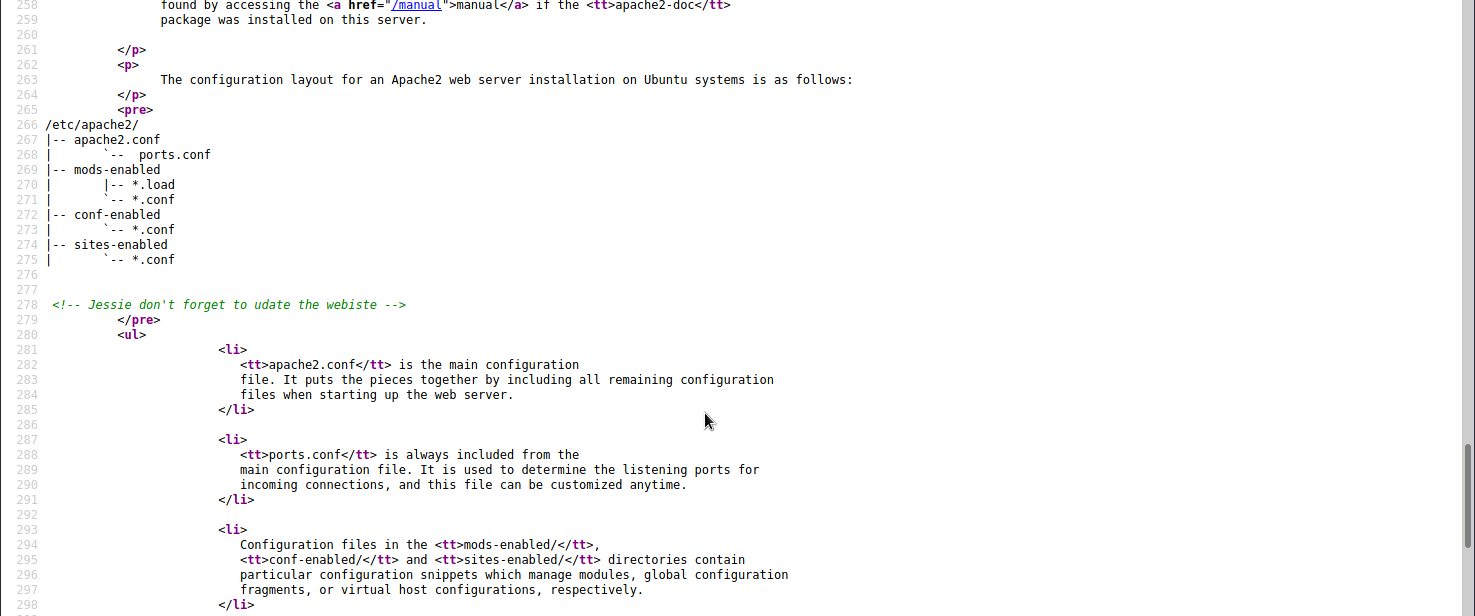 258 found by accessing the <a href="/manual">manual</a> if the <tt>apache2-doc</tt>
259 package was installed on this server.
260
261 </p>
262 <p>
263 The configuration layout for an Apache2 web server installation on Ubuntu systems is as follows:
264 </p>
265 <pre>
266 /etc/apache2/
267 |-- apache2.conf
268 |       `--  ports.conf
269 |-- mods-enabled
270 |       |-- *.load
271 |       `-- *.conf
272 |-- conf-enabled
273 |       `-- *.conf
274 |-- sites-enabled
275 |       `-- *.conf
276
277
278 <!-- Jessie don't forget to udate the webiste -->
279 </pre>
280 <ul>
281 <li>
282 <tt>apache2.conf</tt> is the main configuration
283 file. It puts the pieces together by including all remaining configuration
284 files when starting up the web server.
285 </li>
286
287 <li>
288 <tt>ports.conf</tt> is always included from the
289 main configuration file. It is used to determine the listening ports for
290 incoming connections, and this file can be customized anytime.
291 </li>
292
293 <li>
294 Configuration files in the <tt>mods-enabled/</tt>,
295 <tt>conf-enabled/</tt> and <tt>sites-enabled/</tt> directories contain
296 particular configuration snippets which manage modules, global configuration
297 fragments, or virtual host configurations, respectively.
298 </li>